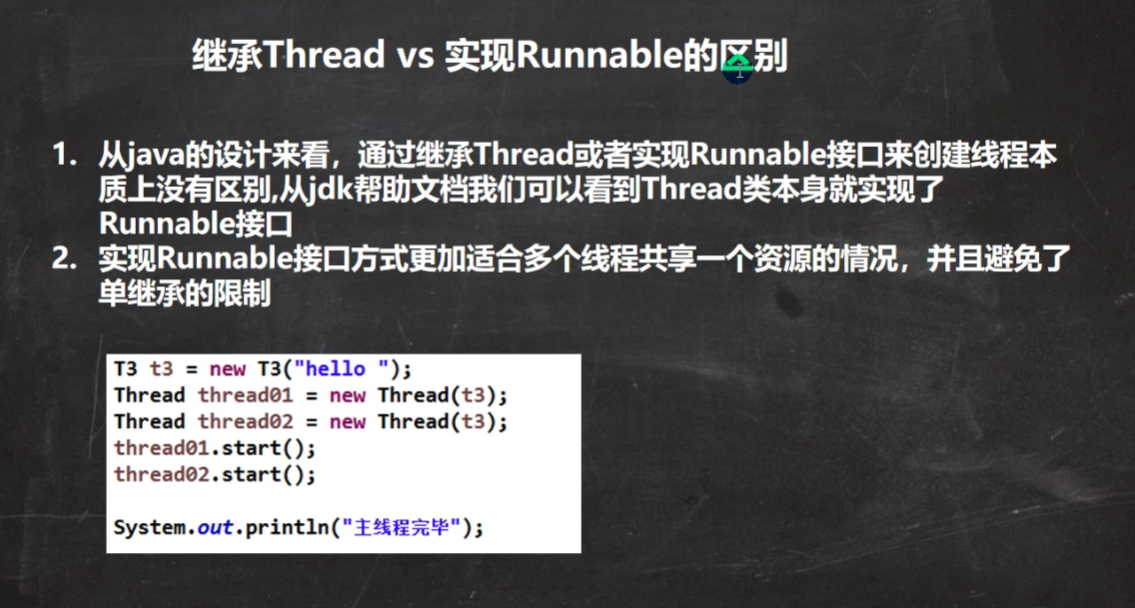 继承Thread vs 实现Runnable的区别
1. 从java的设计来看，通过继承Thread或者实现Runnable接口来创建线程本
质上没有区别,从jdk帮助文档我们可以看到Thread类本身就实现了
Runnable接口
2. 实现Runnable接口方式更加适合多个线程共享一个资源的情况，并且避免了
单继承的限制
T3 t3 = new T3("hello ");
Thread thread01 = new Thread(t3);
Thread thread02 = new Thread(t3);
thread01.start();
thread02.start();
System.out.println("主线程完毕");